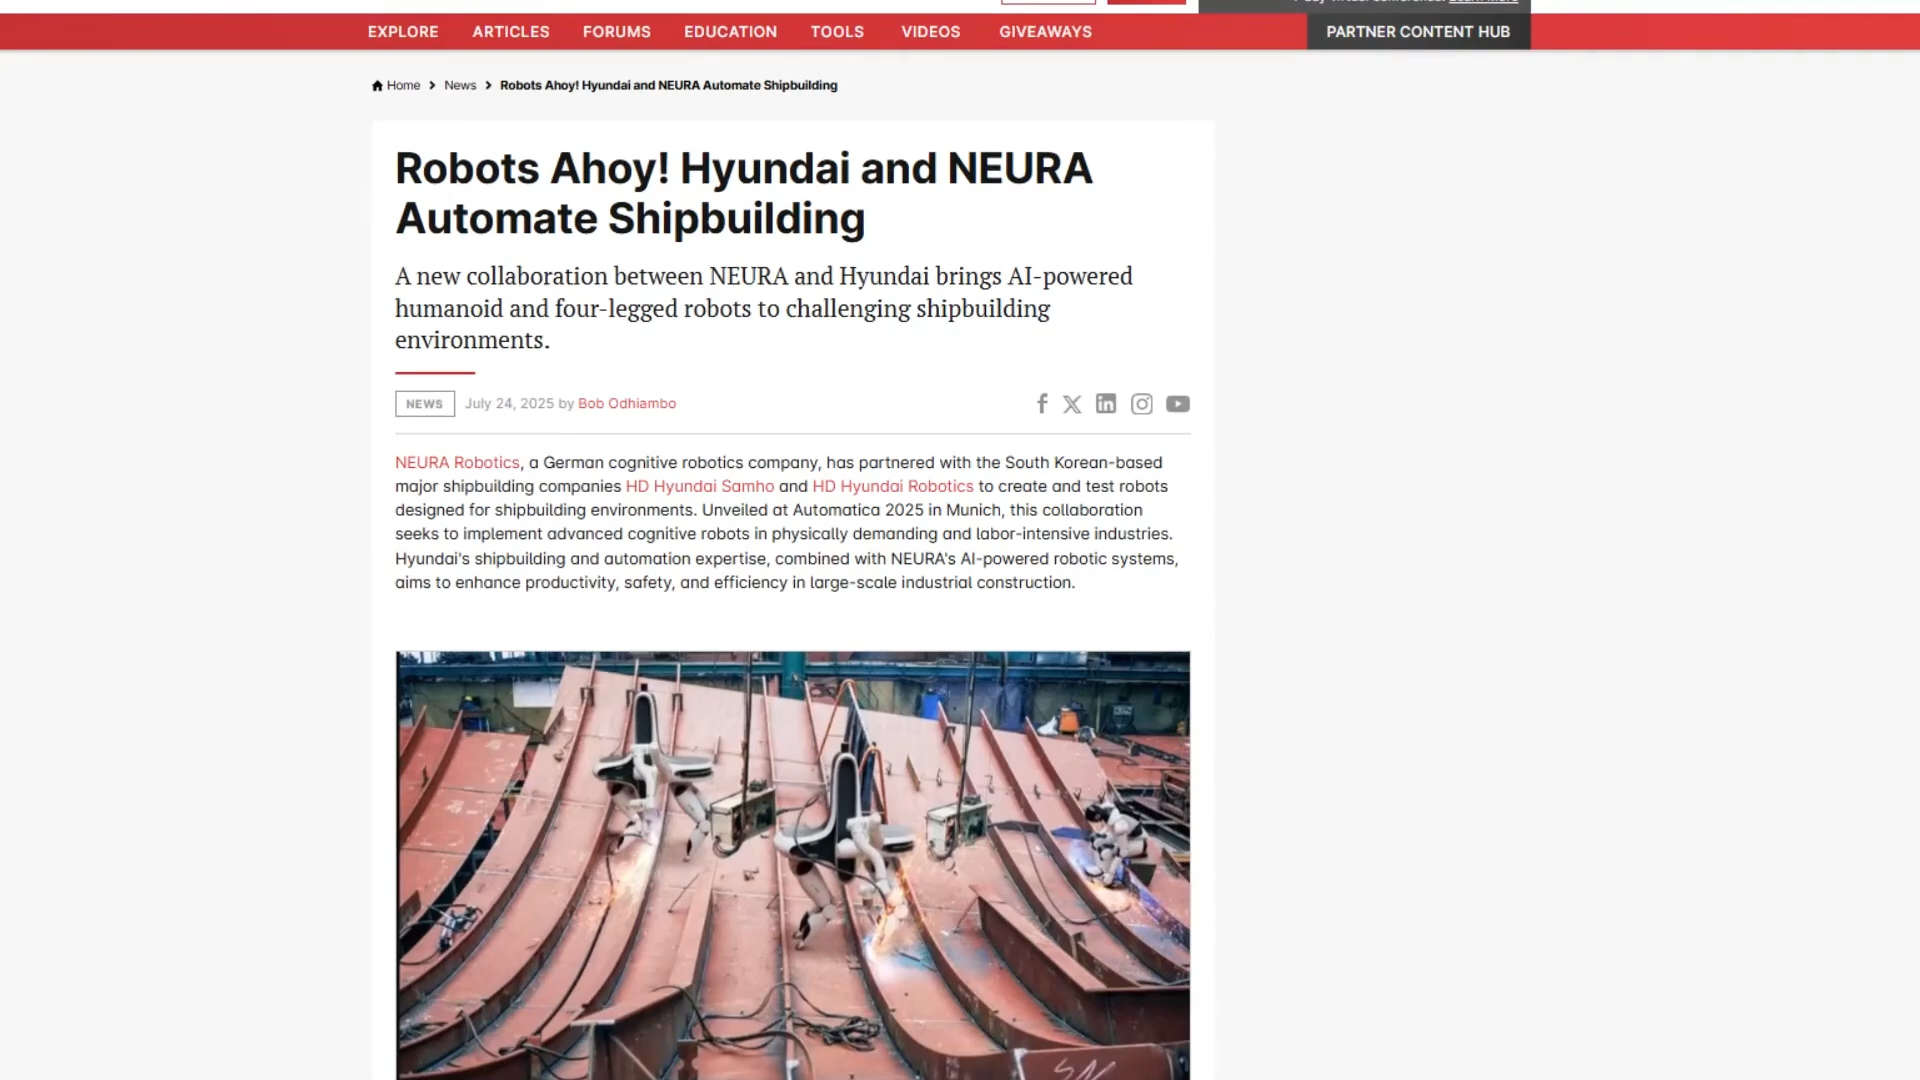 EXPLORE ARTICLES FORUMS EDUCATION TOOLS VIDEOS GIVEAWAYS PARTNER CONTENT HUB
Home > News > Robots Ahoy! Hyundai and NEURA Automate Shipbuilding
Robots Ahoy! Hyundai and NEURA
Automate Shipbuilding
A new collaboration between NEURA and Hyundai brings AI-powered
humanoid and four-legged robots to challenging shipbuilding
environments.
NEWS July 24, 2025 by Bob Odhiambo
NEURA Robotics, a German cognitive robotics company, has partnered with the South Korean-based
major shipbuilding companies HD Hyundai Samho and HD Hyundai Robotics to create and test robots
designed for shipbuilding environments. Unveiled at Automatica 2025 in Munich, this collaboration
seeks to implement advanced cognitive robots in physically demanding and labor-intensive industries.
Hyundai's shipbuilding and automation expertise, combined with NEURA's AI-powered robotic systems,
aims to enhance productivity, safety, and efficiency in large-scale industrial construction.